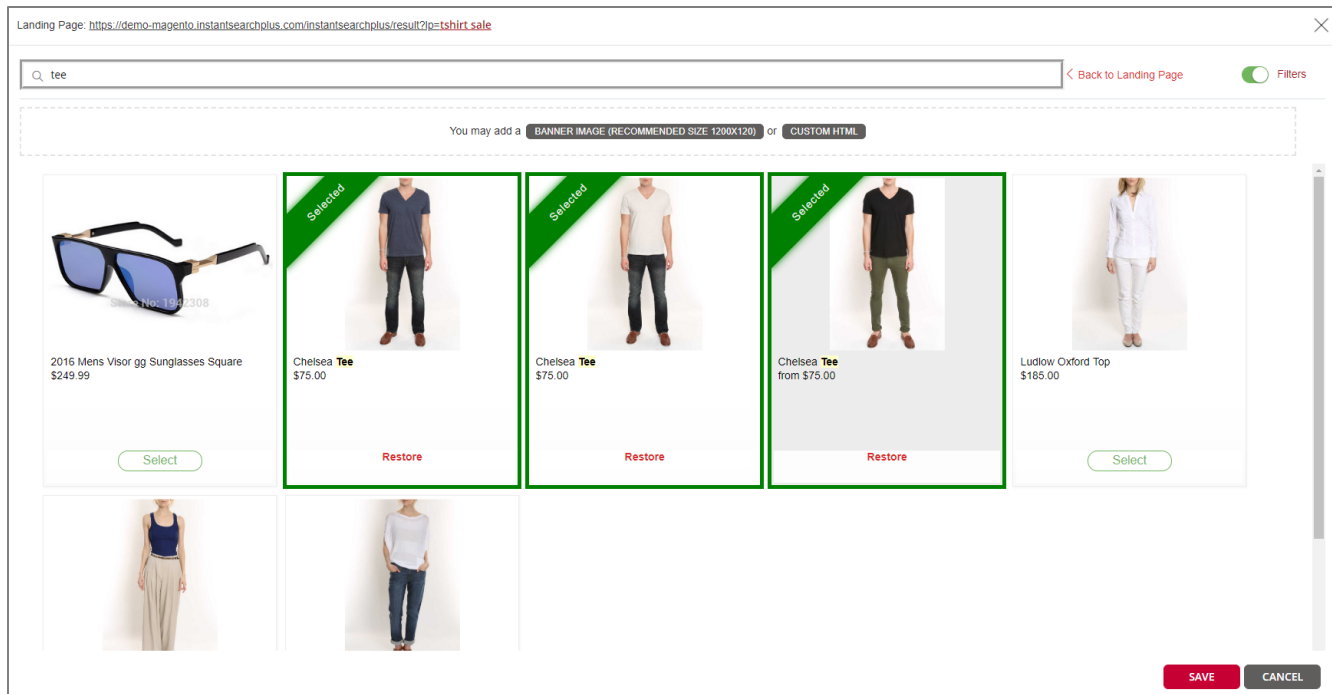 Landing Page: https://demo-magento.instantsearchplus.com/instantsearchplus/result?lp=tshirt sale
tee
Back to Landing Page
Filters
You may add a BANNER IMAGE (RECOMMENDED SIZE 1200X120) or CUSTOM HTML
Selected
Selected
Selected
Store No: 1942308
2016 Mens Visor gg Sunglasses Square
$249.99
Select
Chelsea Tee
$75.00
Restore
Chelsea Tee
$75.00
Restore
Chelsea Tee
from $75.00
Restore
Ludlow Oxford Top
$185.00
Select
SAVE
CANCEL